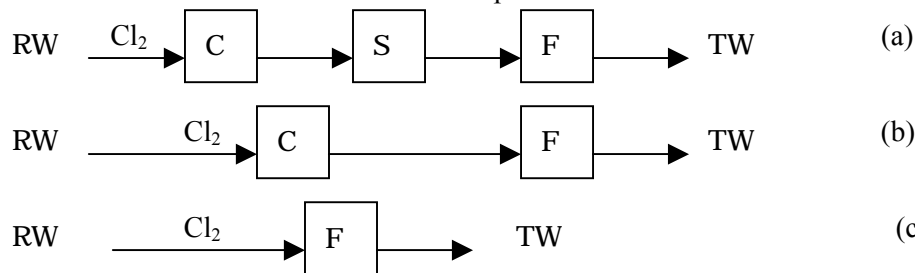 RW Cl₂ C S F TW (a)
RW Cl₂ C F TW (b)
RW Cl₂ F TW (c